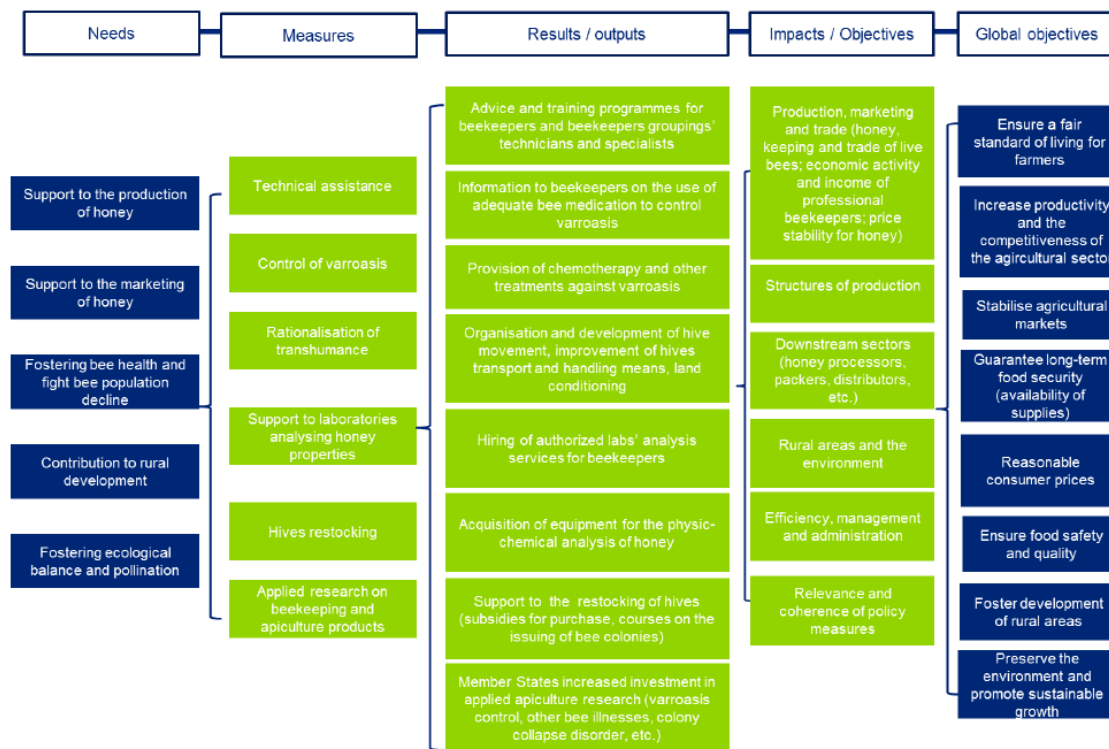 Needs
Measures
Results / outputs
Impacts / Objectives
Global objectives
Support to the production
of honey
Support to the marketing
of honey
Fostering bee health and
fight bee population
decline
Contribution to rural
development
Fostering ecological
balance and pollination
Technical assistance
Control of varroasis
Rationalisation of
transhumance
Support to laboratories
analysing honey
properties
Hives restocking
Applied research on
beekeeping and
apiculture products
Advice and training programmes for
beekeepers and beekeepers groupings'
technicians and specialists
Information to beekeepers on the use of
adequate bee medication to control
varroasis
Provision of chemotherapy and other
treatments against varroasis
Organisation and development of hive
movement, improvement of hives
transport and handling means, land
conditioning
Hiring of authorized labs' analysis
services for beekeepers
Acquisition of equipment for the physic-
chemical analysis of honey
Support to the restocking of hives
(subsidies for purchase, courses on the
issuing of bee colonies)
Member States increased investment in
applied apiculture research (varroasis
control, other bee illnesses, colony
collapse disorder, etc.)
Production, marketing
and trade (honey,
keeping and trade of live
bees; economic activity
and income of
professional
beekeepers; price
stability for honey)
Structures of production
Downstream sectors
(honey processors,
packers, distributors,
etc.)
Rural areas and the
environment
Efficiency, management
and administration
Relevance and
coherence of policy
measures
Ensure a fair
standard of living for
farmers
Increase productivity
and the
competitiveness of
the agircultural sector
Stabilise agricultural
markets
Guarantee long-term
food security
(availability of
supplies)
Reasonable
consumer prices
Ensure food safety
and quality
Foster development
of rural areas
Preserve the
environment and
promote sustainable
growth